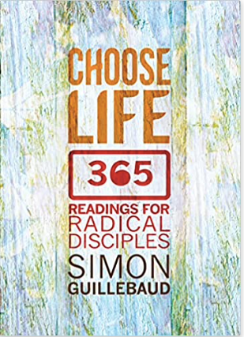 CHOOSE
LIFE
365
READINGS FOR
RADICAL
DISCIPLES
SIMON
GUILLEBAUD